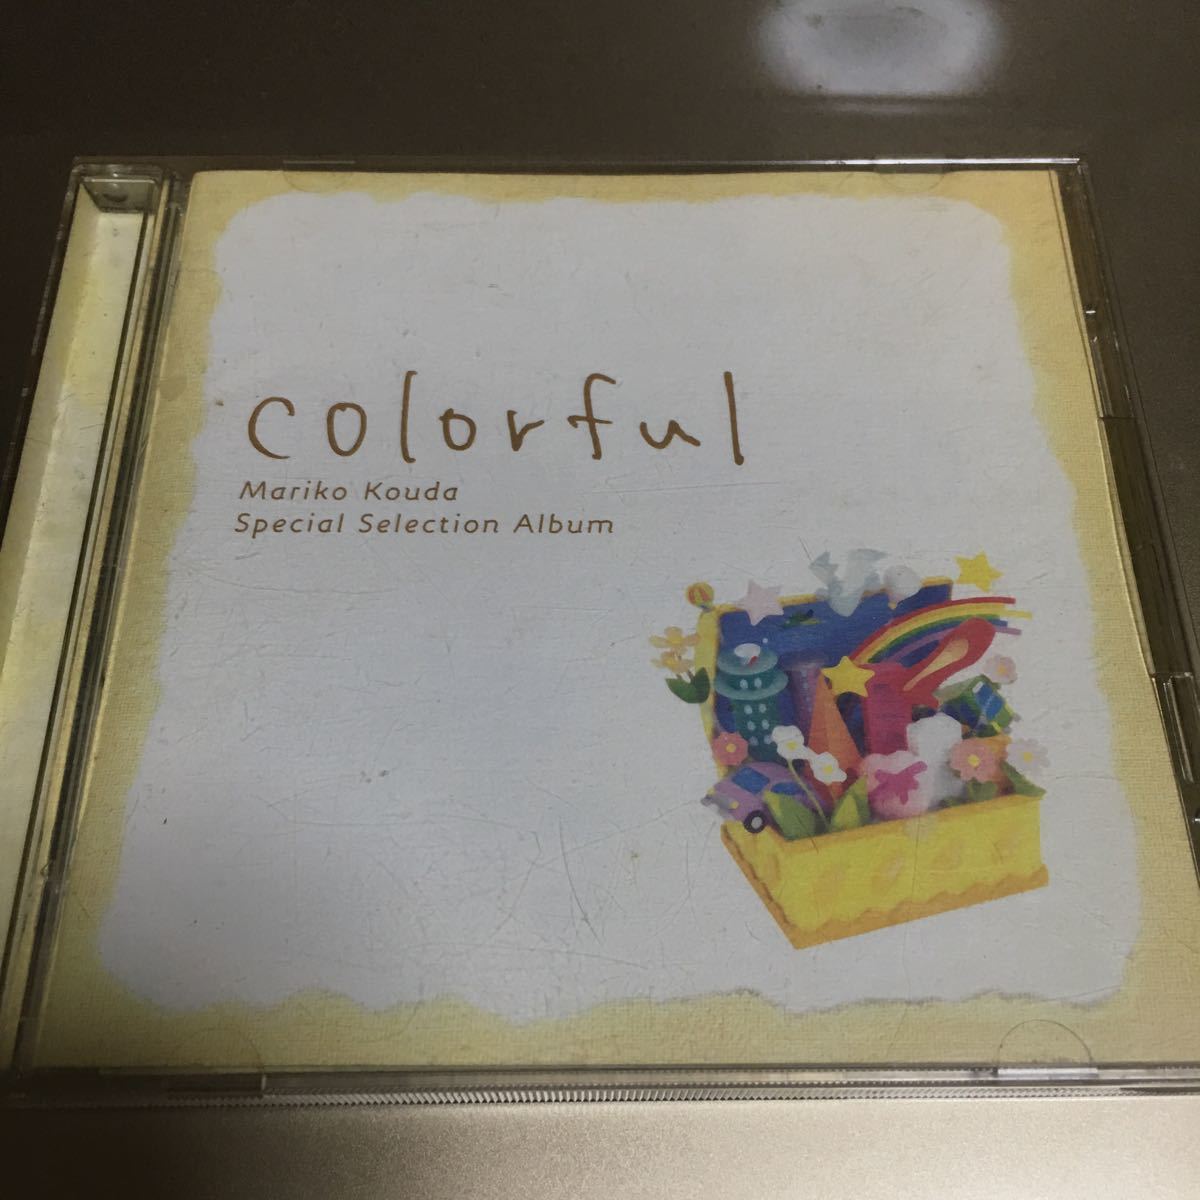 colorful
Mariko Kouda
Special Selection Album